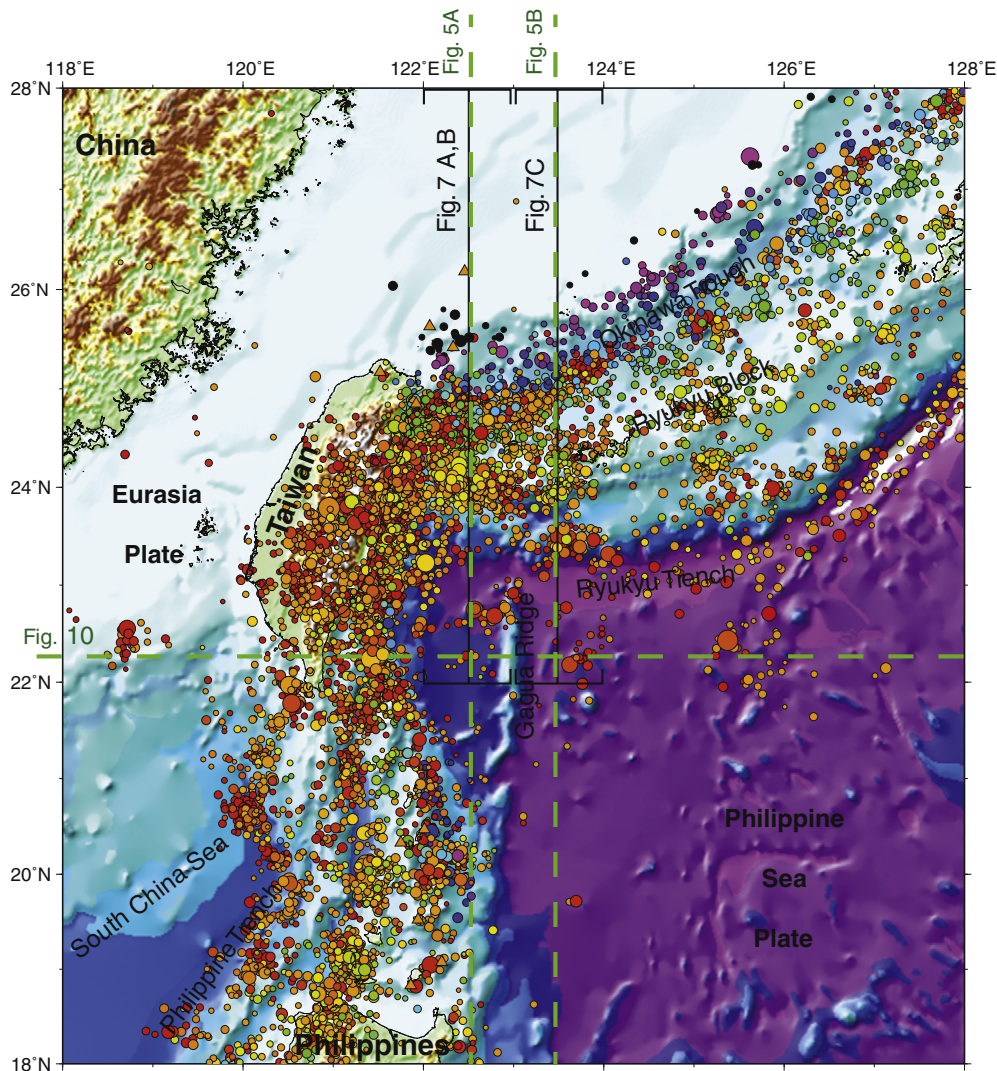 Fig. 5A
Fig. 5B
118°E
120°E
122°E
124°E
126°E
128°E
28°N
China
Fig. 7 A,B
Fig. 7C
26°N
Okinawa Trough
Ryukyu Block
24°N
Eurasia
Plate
Taiwan
Ryukyu Trench
Fig. 10
22°N
Gagua Ridge
Philippine
Sea
Plate
20°N
South China Sea
Philippine Trench
Philippines
18°N